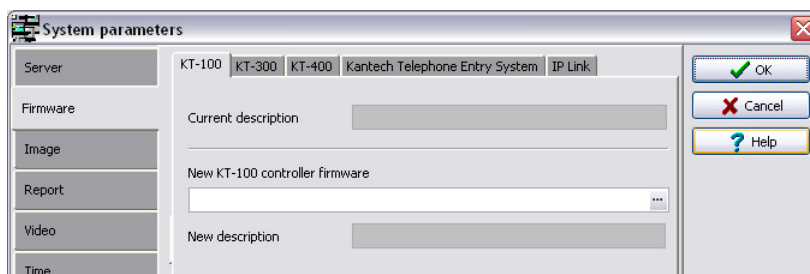 System parameters
Server
Firmware
Image
Report
Video
Time
KT-100 KT-300 KT-400 Kantech Telephone Entry System IP Link
Current description
New KT-100 controller firmware
...
New description
OK
Cancel
Help